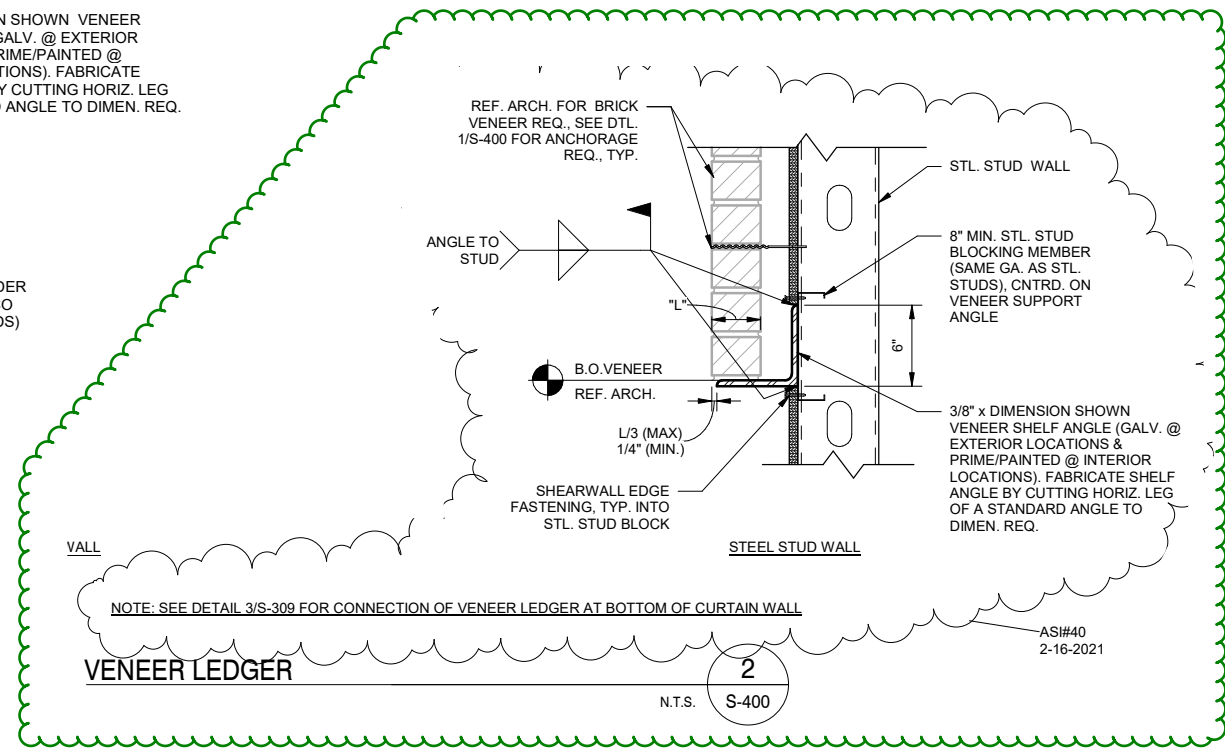 N SHOWN VENEER
GALV. @ EXTERIOR
RIME/PAINTED @
TIONS). FABRICATE
Y CUTTING HORIZ. LEG
ANGLE TO DIMEN. REQ.
DER
SO
DS)
REF. ARCH. FOR BRICK
VENEER REQ., SEE DTL.
1/S-400 FOR ANCHORAGE
REQ., TYP.
STL. STUD WALL
ANGLE TO
STUD
8" MIN. STL. STUD
BLOCKING MEMBER
(SAME GA. AS STL.
STUDS), CNTRD. ON
VENEER SUPPORT
ANGLE
"L"
6"
B.O.VENEER
REF. ARCH.
L/3 (MAX)
1/4" (MIN.)
3/8" x DIMENSION SHOWN
VENEER SHELF ANGLE (GALV. @
EXTERIOR LOCATIONS &
PRIME/PAINTED @ INTERIOR
LOCATIONS). FABRICATE SHELF
ANGLE BY CUTTING HORIZ. LEG
OF A STANDARD ANGLE TO
DIMEN. REQ.
SHEARWALL EDGE
FASTENING, TYP. INTO
STL. STUD BLOCK
WALL
STEEL STUD WALL
NOTE: SEE DETAIL 3/S-309 FOR CONNECTION OF VENEER LEDGER AT BOTTOM OF CURTAIN WALL
ASI#40
2-16-2021
VENEER LEDGER
2
N.T.S.
S-400